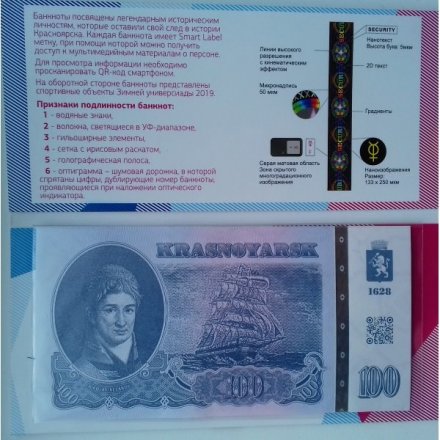 Банкноты посвящены легендарным историческим
личностям, которые оставили свой след в истории
Красноярска. Каждая банкнота имеет Smart Label
метку, при помощи которой можно получить
доступ к мультимедийным материалам о персоне.
Для просмотра информации необходимо
просканировать QR-код смартфоном.
На оборотной стороне банкноты представлены
спортивные объекты Зимней универсиады 2019.
Признаки подлинности банкнот:
1 - водяные знаки,
2 - волокна, светящиеся в УФ-диапазоне,
3 - гильоширные элементы,
4 - сетка с ирисовым раскатом,
5 - голографическая полоса,
6 - оптиграмма – шумовая дорожка, в которой
спрятаны цифры, дублирующие номер банкноты,
проявляющиеся при наложении оптического
индикатора.
SECURITY
Нанотекст
Высота букв: 5мкм
Линии высокого
разрешения
с кинематическим
эффектом
2D текст
Микронадпись
50 мкм
Градиенты
Серая матовая область
Зона скрытого
многоградационного
изображения
Наноизображения
Размер:
133 x 250 мкм
KRASNOYARSK
1628
100
100
100